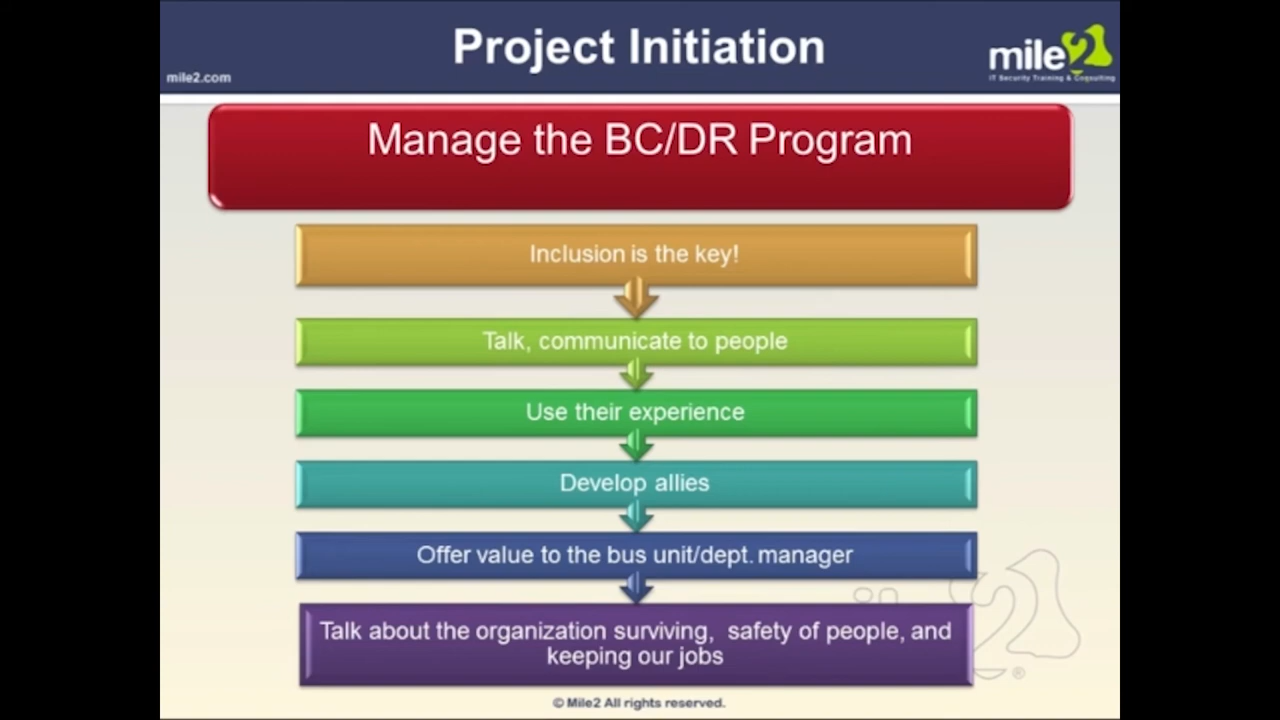 Project Initiation
mile2.com
mile2
IT Security Training & Consulting
Manage the BC/DR Program
Inclusion is the key!
Talk, communicate to people
Use their experience
Develop allies
Offer value to the bus unit/dept. manager
Talk about the organization surviving, safety of people, and
keeping our jobs
© Mile2 All rights reserved.